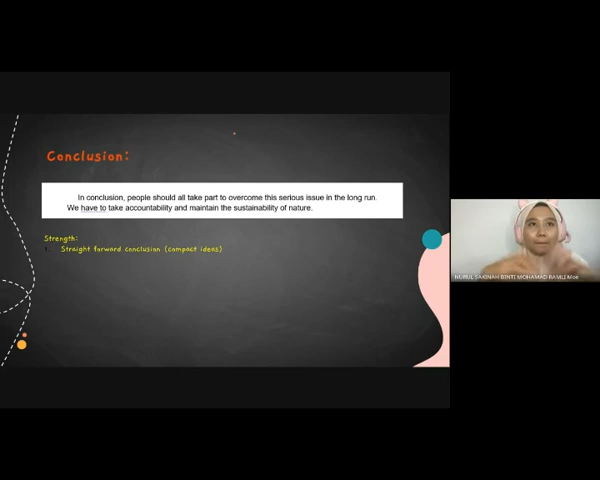 Conclusion:
In conclusion, people should all take part to overcome this serious issue in the long run.
We have to take accountability and maintain the sustainability of nature.
Strength:
Straight forward conclusion (compact ideas)
NURUL SAKINAH BINTI MOHAMAD RAMLI Moe